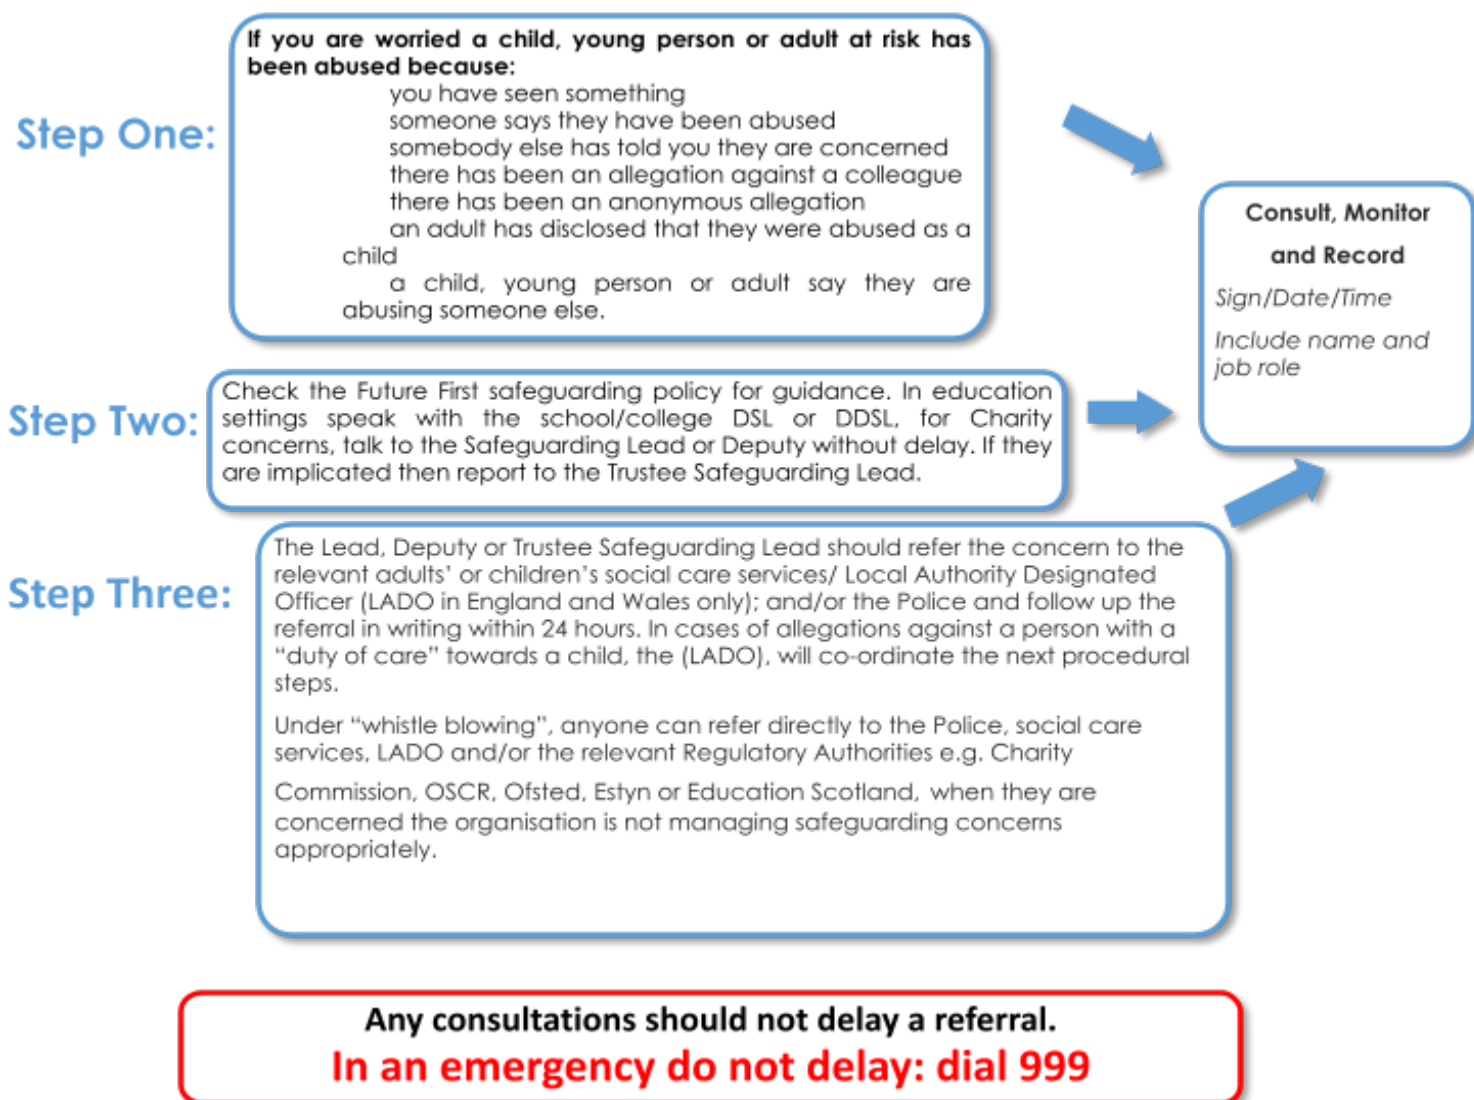 Step One:
If you are worried a child, young person or adult at risk has
been abused because:
you have seen something
someone says they have been abused
somebody else has told you they are concerned
there has been an allegation against a colleague
there has been an anonymous allegation
an adult has disclosed that they were abused as a
child
a child, young person or adult say they are
abusing someone else.
Consult, Monitor
and Record
Sign/Date/Time
Include name and
job role
Step Two:
Check the Future First safeguarding policy for guidance. In education
settings speak with the school/college DSL or DDSL, for Charity
concerns, talk to the Safeguarding Lead or Deputy without delay. If they
are implicated then report to the Trustee Safeguarding Lead.
Step Three:
The Lead, Deputy or Trustee Safeguarding Lead should refer the concern to the
relevant adults' or children's social care services/ Local Authority Designated
Officer (LADO in England and Wales only); and/or the Police and follow up the
referral in writing within 24 hours. In cases of allegations against a person with a
"duty of care" towards a child, the (LADO), will co-ordinate the next procedural
steps.
Under "whistle blowing", anyone can refer directly to the Police, social care
services, LADO and/or the relevant Regulatory Authorities e.g. Charity
Commission, OSCR, Ofsted, Estyn or Education Scotland, when they are
concerned the organisation is not managing safeguarding concerns
appropriately.
Any consultations should not delay a referral.
In an emergency do not delay: dial 999